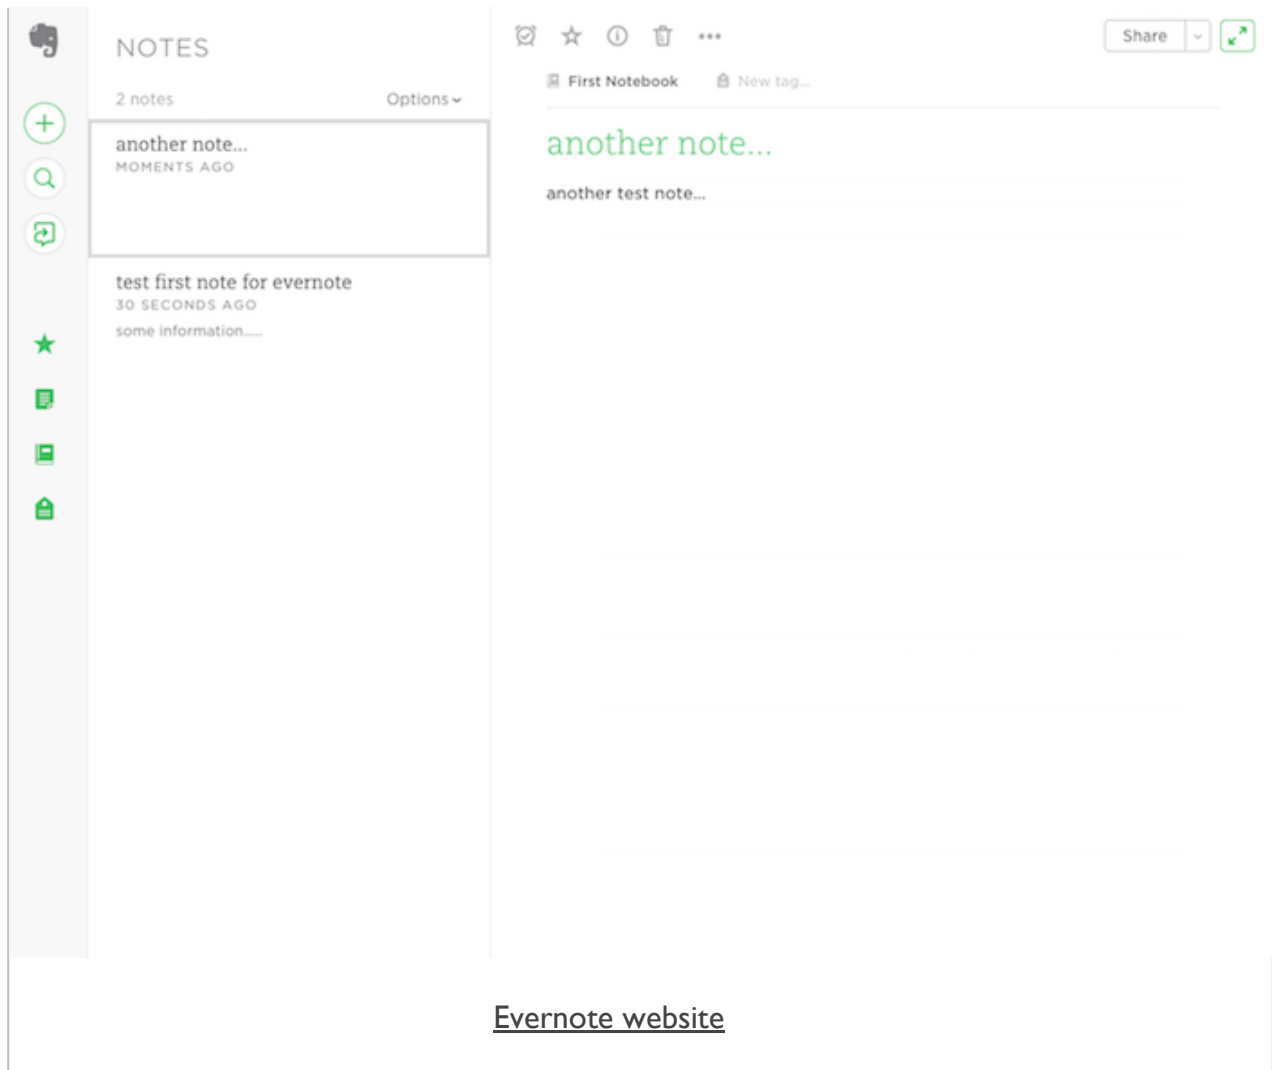 NOTES
2 notes
Options
another note...
MOMENTS AGO
test first note for evernote
30 SECONDS AGO
some information.....
Share
First Notebook
New tag...
another note...
another test note...
Evernote website